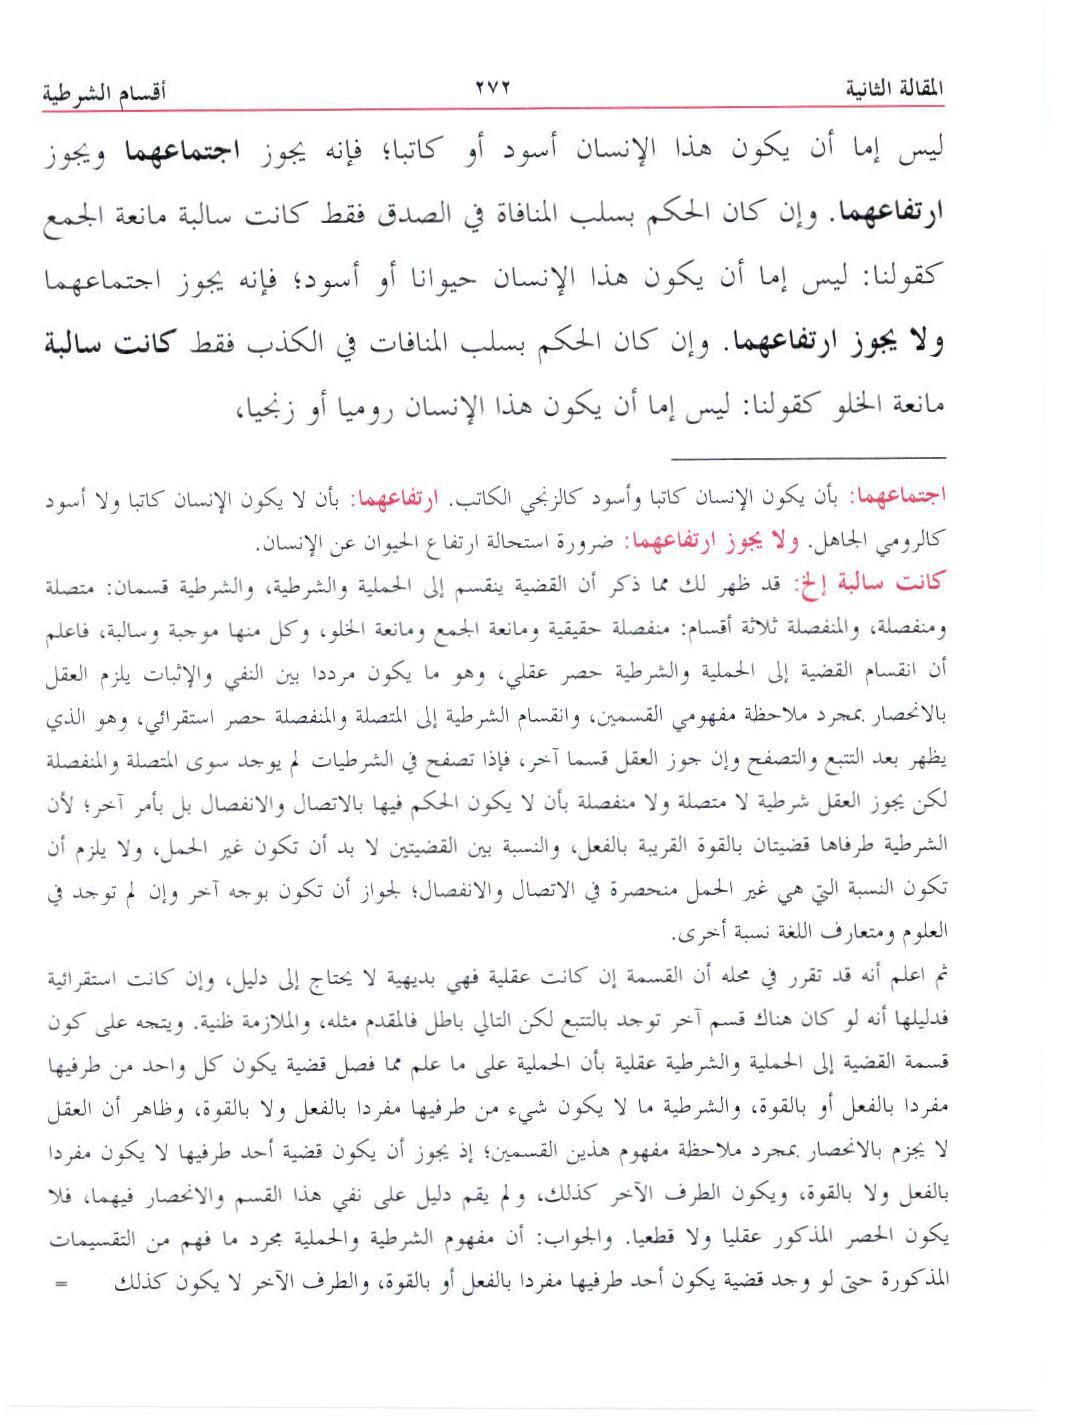 المقالة الثانية ٢٧٢ أقسام الشرطية
ليس إما أن يكون هذا الإنسان أسود أو كاتبا؛ فإنه يجوز اجتماعهما ويجوز
ارتفاعهما. وإن كان الحكم بسلب المنافاة في الصدق فقط كانت سالبة مانعة الجمع
كقولنا: ليس إما أن يكون هذا الإنسان حيوانا أو أسود؛ فإنه يجوز اجتماعهما
ولا يجوز ارتفاعهما. وإن كان الحكم بسلب المنافات في الكذب فقط كانت سالبة
مانعة الخلو كقولنا: ليس إما أن يكون هذا الإنسان روميا أو زنجيا،
اجتماعهما: بأن يكون الإنسان كاتبا وأسود كالزنجي الكاتب. ارتفاعهما: بأن لا يكون الإنسان كاتبا ولا أسود
كالرومي الجاهل. ولا يجوز ارتفاعهما: ضرورة استحالة ارتفاع الحيوان عن الإنسان.
كانت سالبة إلخ: قد ظهر لك مما ذكر أن القضية ينقسم إلى الحملية والشرطية، والشرطية قسمان: متصلة
ومنفصلة، والمنفصلة ثلاثة أقسام: منفصلة حقيقية ومانعة الجمع ومانعة الخلو، وكل منها موجبة وسالبة، فاعلم
أن انقسام القضية إلى الحملية والشرطية حصر عقلي، وهو ما يكون مرددا بين النفي والإثبات يلزم العقل
بالانحصار بمجرد ملاحظة مفهومي القسمين، وانقسام الشرطية إلى المتصلة والمنفصلة حصر استقرائي، وهو الذي
يظهر بعد التتبع والتصفح وإن جوز العقل قسما آخر، فإذا تصفح في الشرطيات لم يوجد سوى المتصلة والمنفصلة
لكن يجوز العقل شرطية لا متصلة ولا منفصلة بأن لا يكون الحكم فيها بالاتصال والانفصال بل بأمر آخر؛ لأن
الشرطية طرفاها قضيتان بالقوة القريبة بالفعل، والنسبة بين القضيتين لا بد أن تكون غير الحمل، ولا يلزم أن
تكون النسبة التي هي غير الحمل منحصرة في الاتصال والانفصال؛ لجواز أن تكون بوجه آخر وإن لم توجد في
العلوم ومتعارف اللغة نسبة أخرى.
ثم اعلم أنه قد تقرر في محله أن القسمة إن كانت عقلية فهي بديهية لا يحتاج إلى دليل، وإن كانت استقرائية
فدليلها أنه لو كان هناك قسم آخر توجد بالتتبع لكن التالي باطل فالمقدم مثله، والملازمة ظنية. ويتجه على كون
قسمة القضية إلى الحملية والشرطية عقلية بأن الحملية على ما علم مما فصل قضية يكون كل واحد من طرفيها
مفردا بالفعل أو بالقوة، والشرطية ما لا يكون شيء من طرفيها مفردا بالفعل ولا بالقوة، وظاهر أن العقل
لا يجزم بالانحصار بمجرد ملاحظة مفهوم هذين القسمين؛ إذ يجوز أن يكون قضية أحد طرفيها لا يكون مفردا
بالفعل ولا بالقوة، ويكون الطرف الآخر كذلك، ولم يقم دليل على نفي هذا القسم والانحصار فيهما، فلا
يكون الحصر المذكور عقليا ولا قطعيا. والجواب: أن مفهوم الشرطية والحملية مجرد ما فهم من التقسيمات
المذكورة حتى لو وجد قضية يكون أحد طرفيها مفردا بالفعل أو بالقوة، والطرف الآخر لا يكون كذلك =